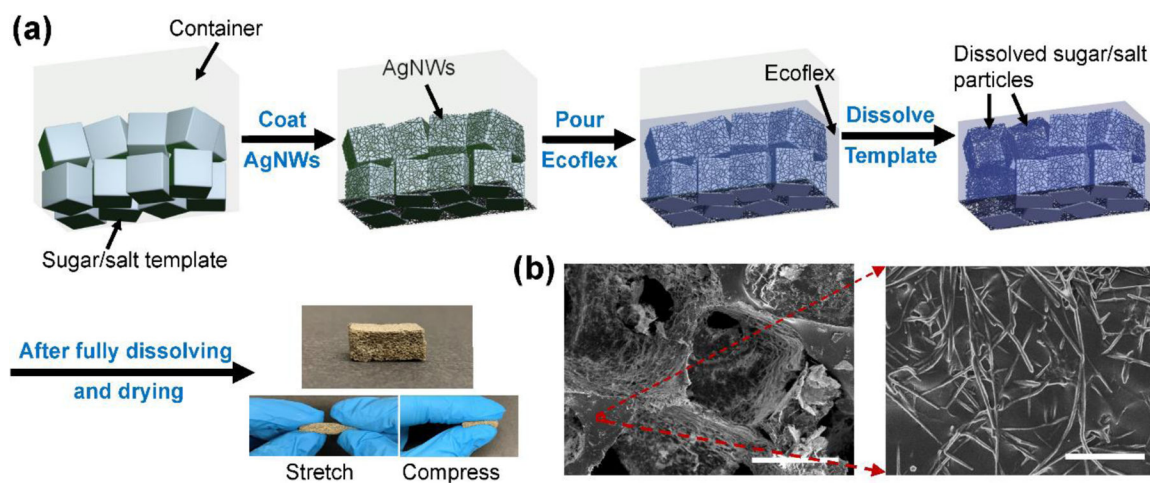 (a)
Container
Sugar/salt template
Coat
AgNWs
AgNWs
Pour
Ecoflex
Ecoflex
Dissolve
Template
Dissolved sugar/salt
particles
After fully dissolving
and drying
Stretch
Compress
(b)